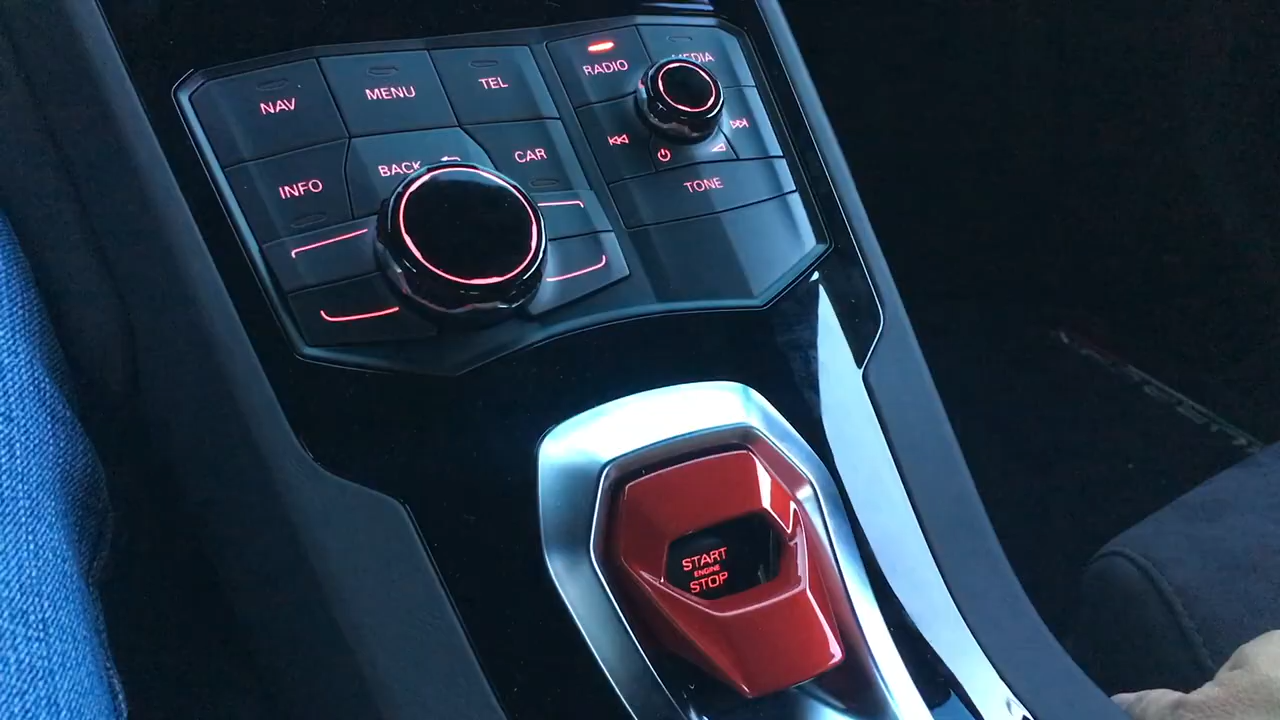 NAV
MENU
TEL
RADIO
MEDIA
INFO
BACK
CAR
TONE
START
ENGINE
STOP